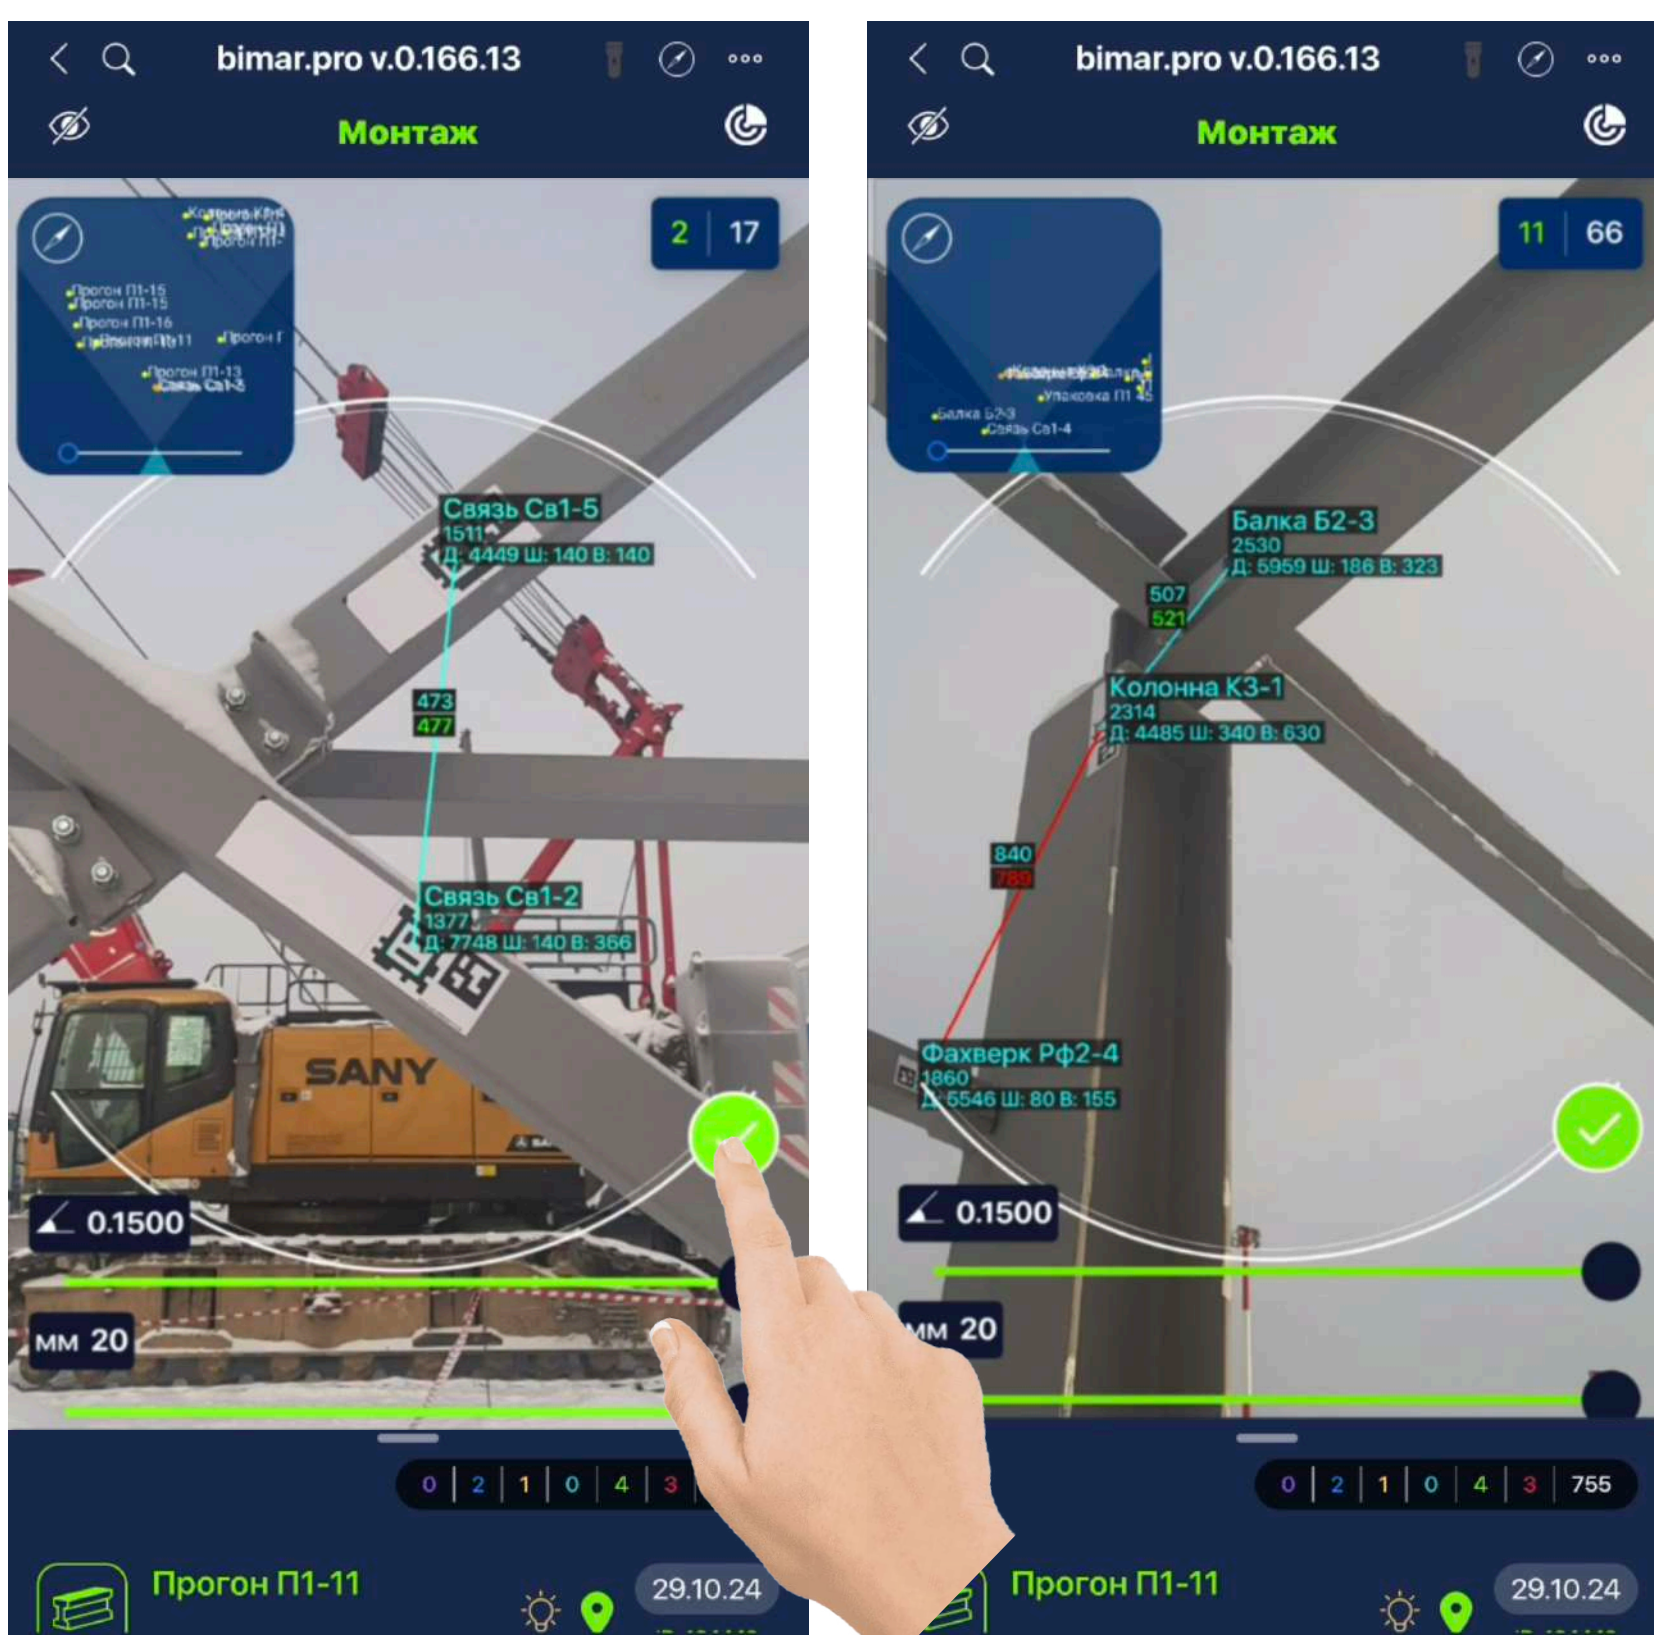 bimar.pro v.0.166.13
Монтаж
2 | 17
Прогон П1-15
Прогон П1-15
Прогон П1-16
Прогон П1-13
Связь Св1-5
1511
Д: 4449 Ш: 140 В: 140
473
477
Связь Св1-2
1377
Д: 7748 Ш: 140 В: 366
SANY
0.1500
мм 20
0 | 2 | 1 | 0 | 4 | 3
Прогон П1-11
29.10.24
bimar.pro v.0.166.13
Монтаж
11 | 66
Упаковка П1 45
Балка Б2-3
Связь Св1-4
Балка Б2-3
2530
Д: 5959 Ш: 186 В: 323
507
521
Колонна К3-1
2314
Д: 4485 Ш: 340 В: 630
840
789
Фахверк Рф2-4
1860
Д: 5546 Ш: 80 В: 155
0.1500
мм 20
0 | 2 | 1 | 0 | 4 | 3 | 755
Прогон П1-11
29.10.24